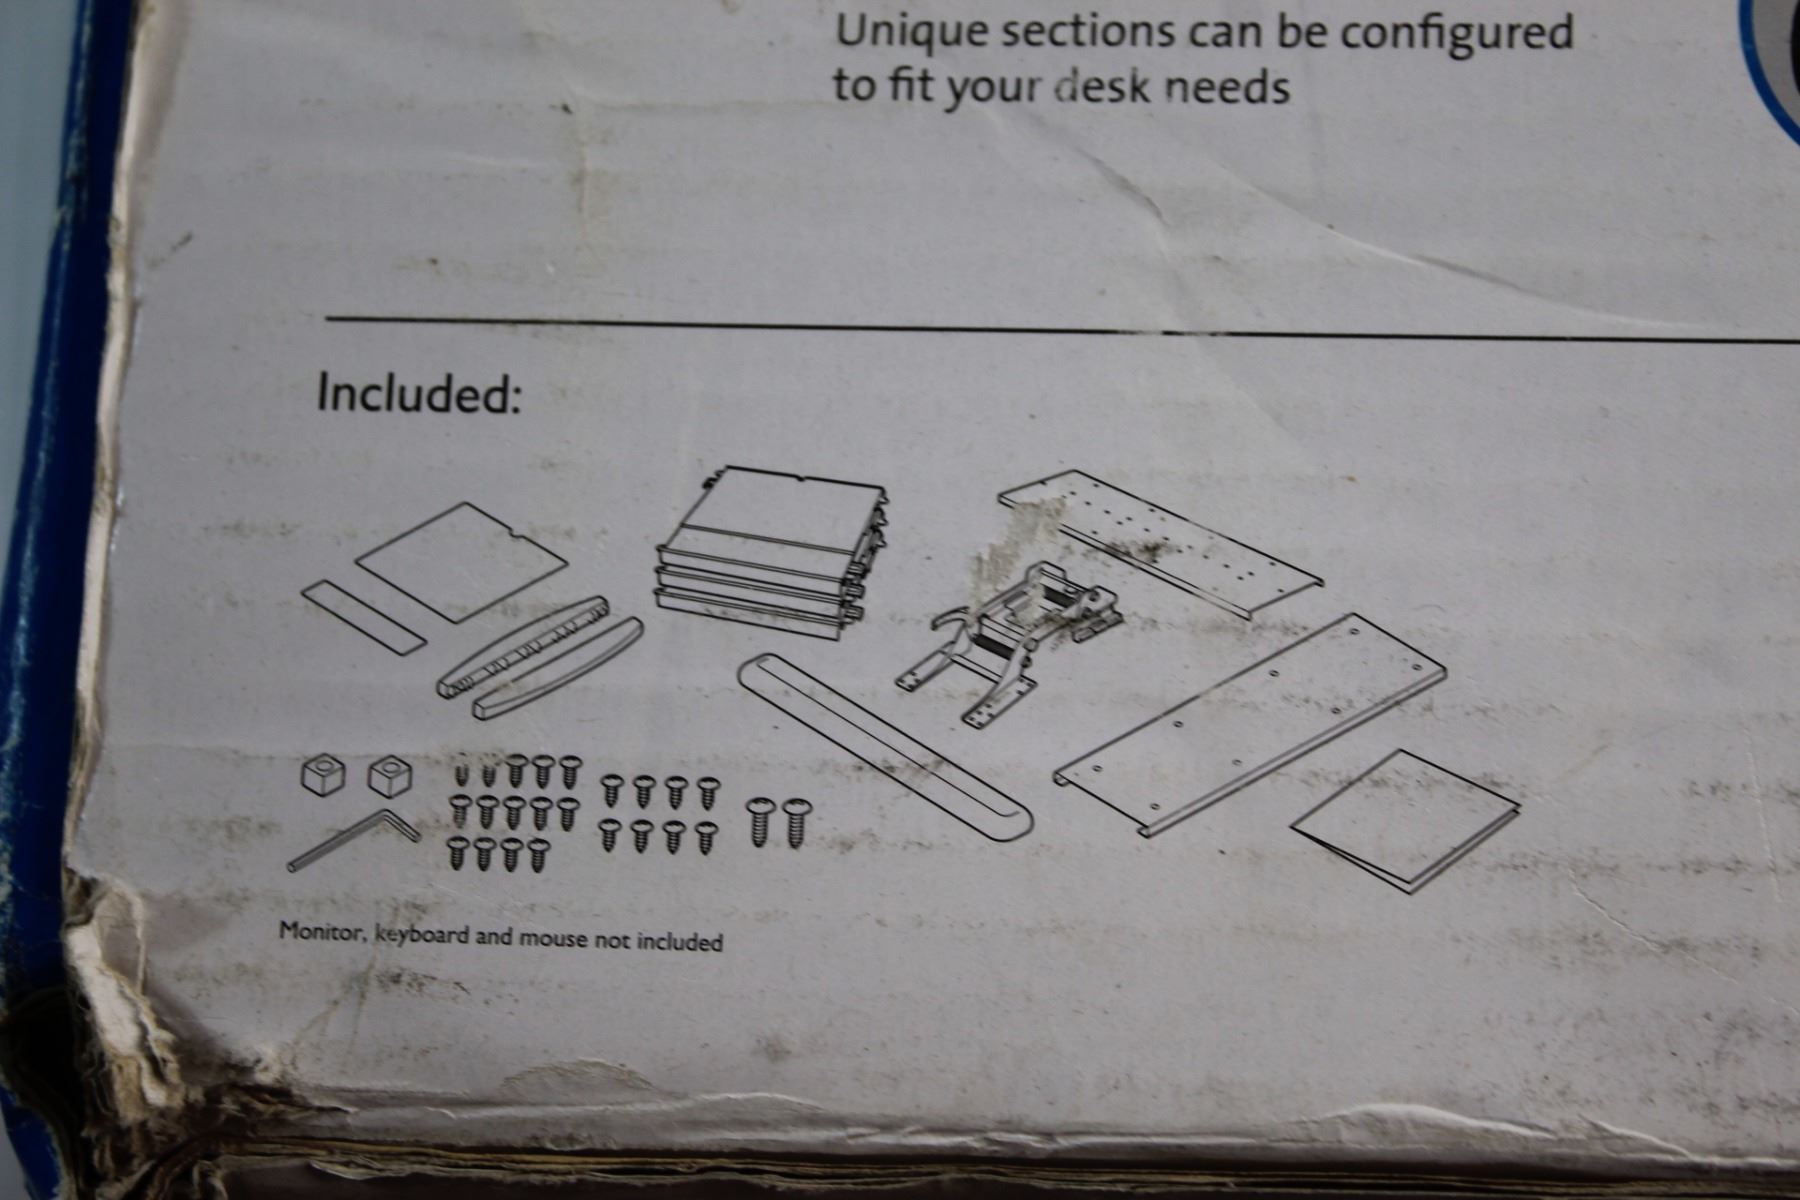 Unique sections can be configured
to fit your desk needs
Included:
Monitor, keyboard and mouse not included